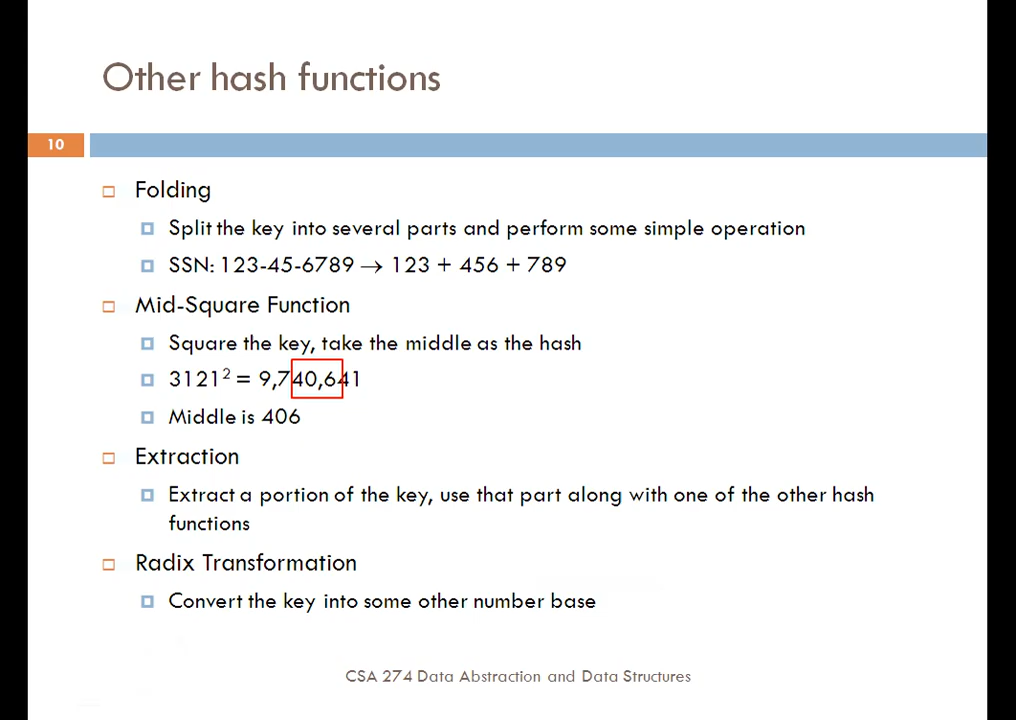 Other hash functions
10
Folding
Split the key into several parts and perform some simple operation
SSN: 123-45-6789 → 123 + 456 + 789
Mid-Square Function
Square the key, take the middle as the hash
3121² = 9,740,641
Middle is 406
Extraction
Extract a portion of the key, use that part along with one of the other hash
functions
Radix Transformation
Convert the key into some other number base
CSA 274 Data Abstraction and Data Structures